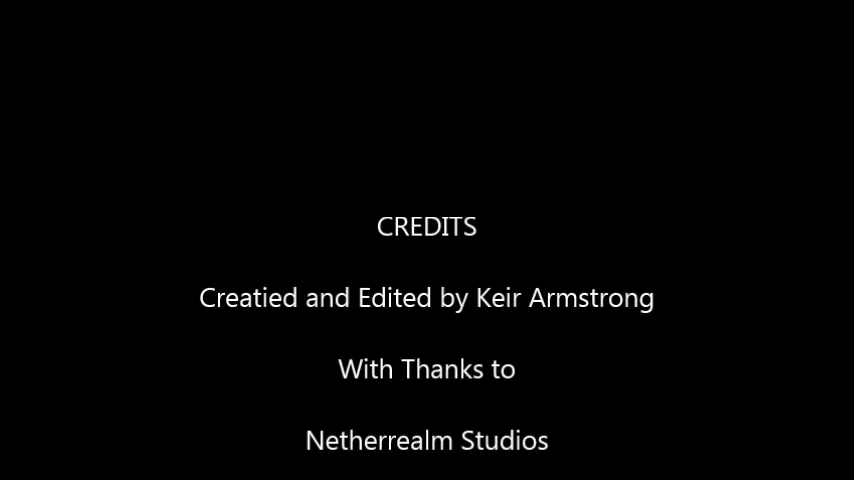 CREDITS
Creatied and Edited by Keir Armstrong
With Thanks to
Netherrealm Studios